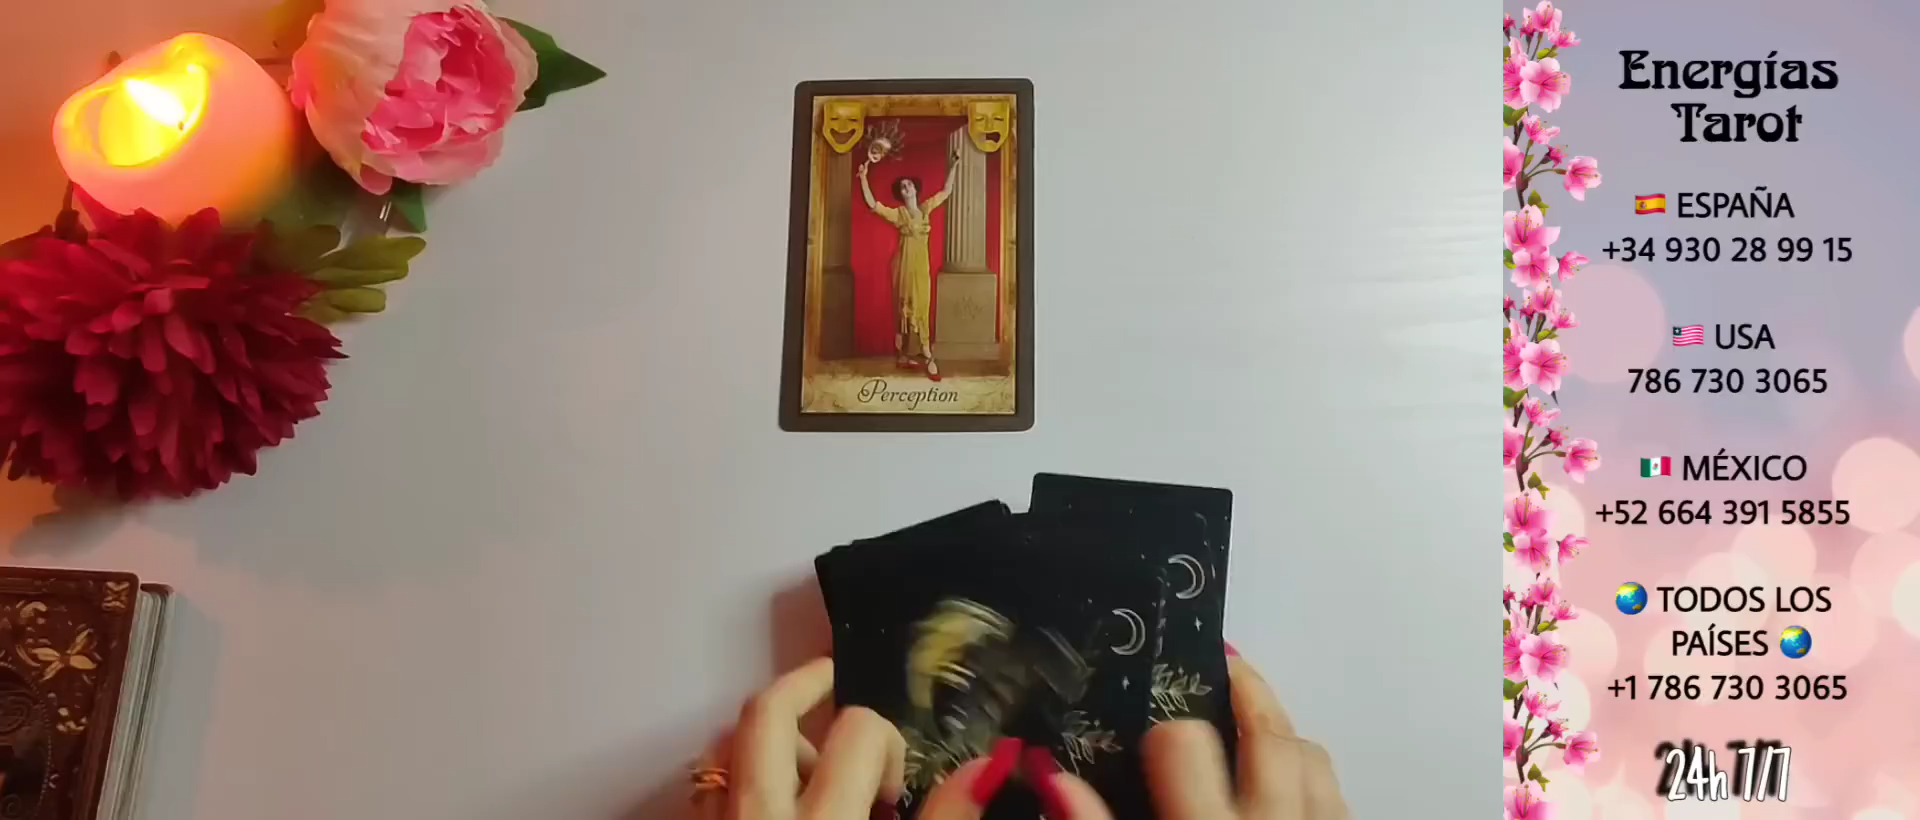 Perception
Energías
Tarot
🇪🇸 ESPAÑA
+34 930 28 99 15
🇱🇷 USA
786 730 3065
🇲🇽 MÉXICO
+52 664 391 5855
🌏 TODOS LOS
PAÍSES 🌏
+1 786 730 3065
24h 7/7